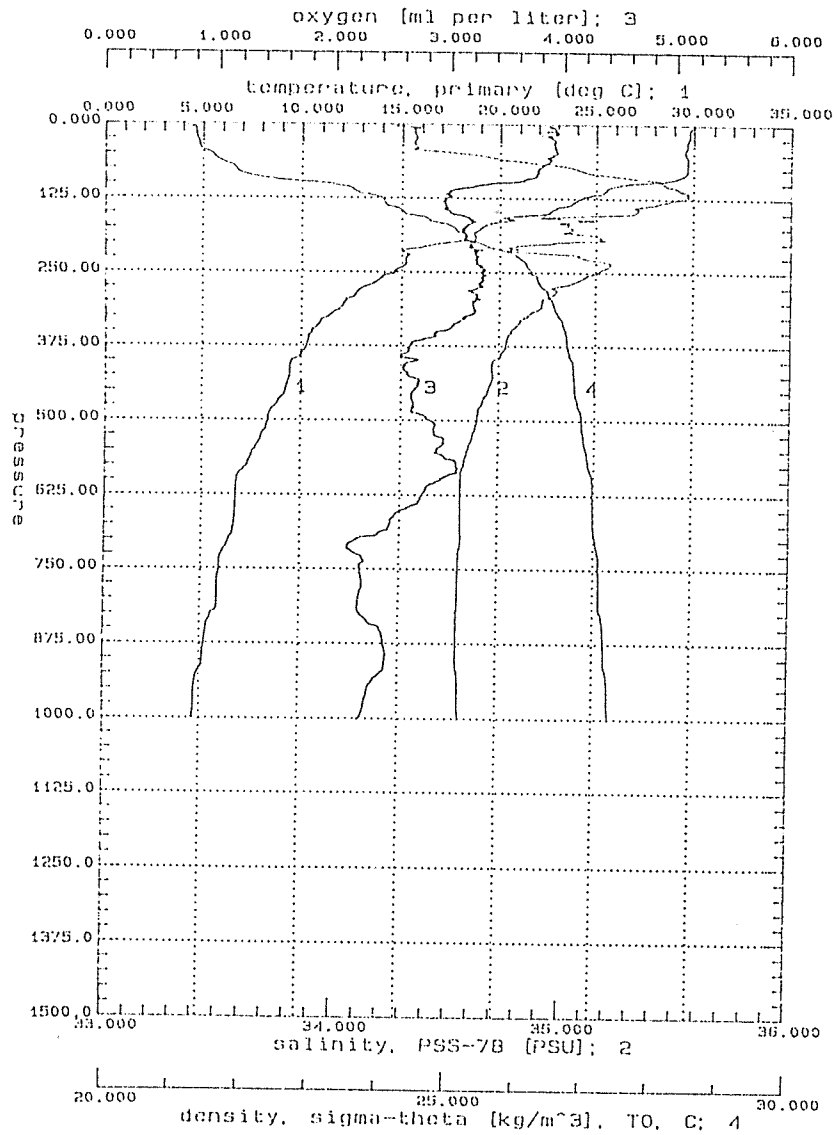 oxygen [ml per liter]; 3
0.000 1.000 2.000 3.000 4.000 5.000 6.000
temperature, primary [deg C]; 1
0.000 5.000 10.000 15.000 20.000 25.000 30.000 35.000
0.000
125.00
250.00
375.00
1 3 2 4
500.00
pressure
625.00
750.00
875.00
1000.0
1125.0
1250.0
1375.0
1500.0
33.000 34.000 35.000 36.000
salinity, PSS-78 [PSU]; 2
20.000 25.000 30.000
density, sigma-theta [kg/m^3], TO, C; 4